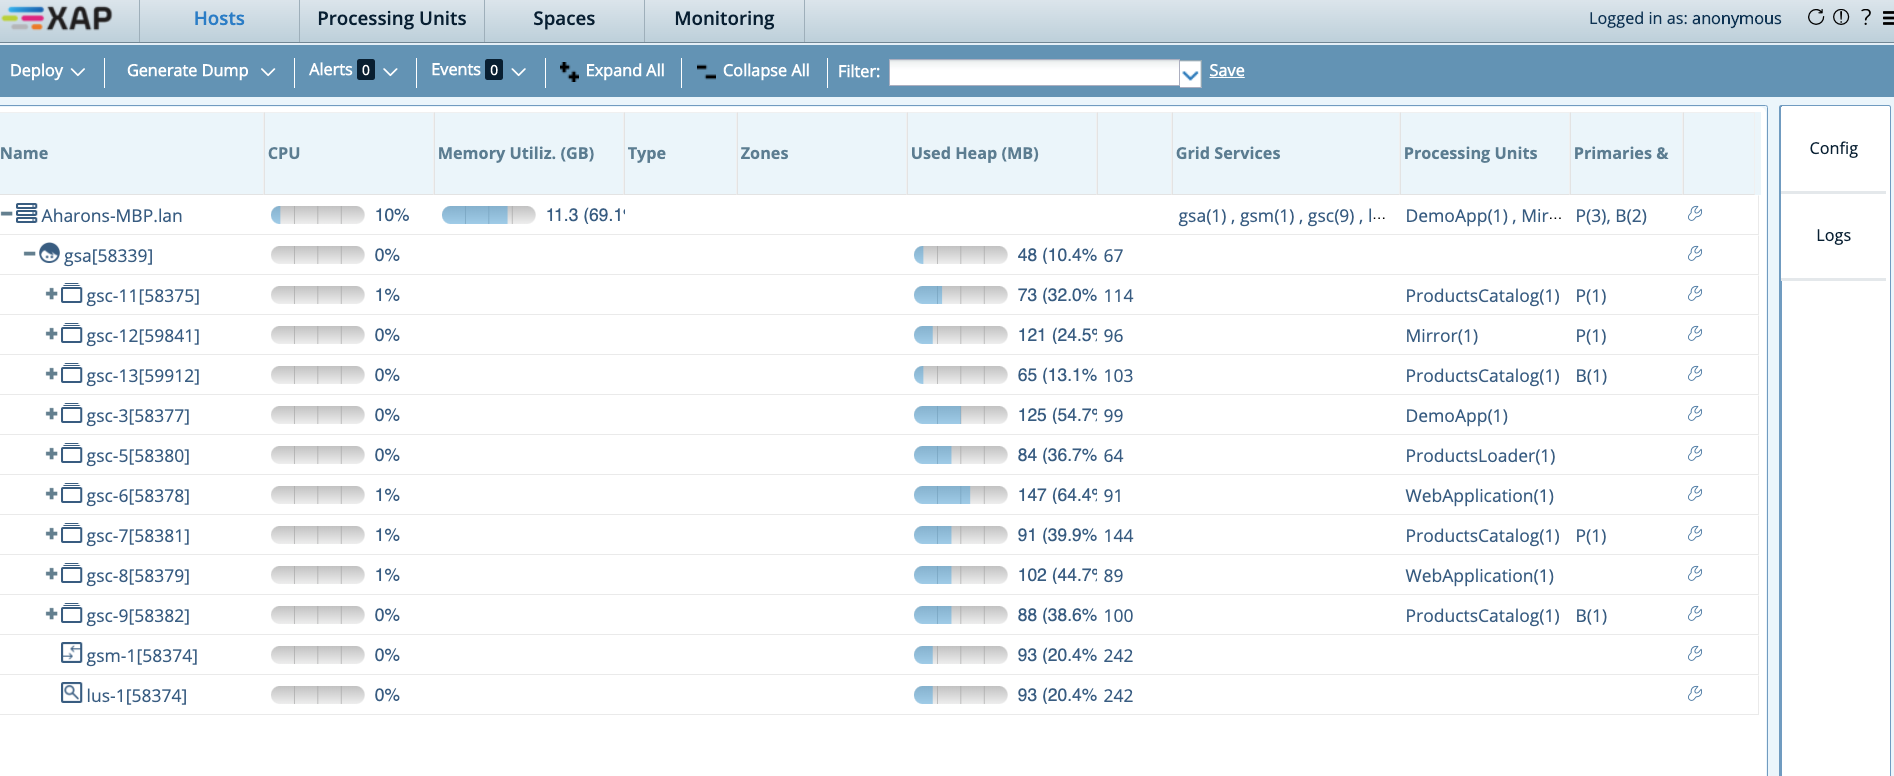 XAP Hosts Processing Units Spaces Monitoring Logged in as: anonymous ?
Deploy Generate Dump Alerts 0 Events 0 Expand All Collapse All Filter: Save
Name CPU Memory Utiliz. (GB) Type Zones Used Heap (MB) Grid Services Processing Units Primaries & Config
Aharons-MBP.lan 10% 11.3 (69.1% gsa(1) , gsm(1) , gsc(9) , l... DemoApp(1) , Mir... P(3), B(2) Logs
gsa[58339] 0% 48 (10.4% 67
gsc-11[58375] 1% 73 (32.0% 114 ProductsCatalog(1) P(1)
gsc-12[59841] 0% 121 (24.5% 96 Mirror(1) P(1)
gsc-13[59912] 0% 65 (13.1% 103 ProductsCatalog(1) B(1)
gsc-3[58377] 0% 125 (54.7% 99 DemoApp(1)
gsc-5[58380] 0% 84 (36.7% 64 ProductsLoader(1)
gsc-6[58378] 1% 147 (64.4% 91 WebApplication(1)
gsc-7[58381] 1% 91 (39.9% 144 ProductsCatalog(1) P(1)
gsc-8[58379] 1% 102 (44.7% 89 WebApplication(1)
gsc-9[58382] 0% 88 (38.6% 100 ProductsCatalog(1) B(1)
gsm-1[58374] 0% 93 (20.4% 242
lus-1[58374] 0% 93 (20.4% 242